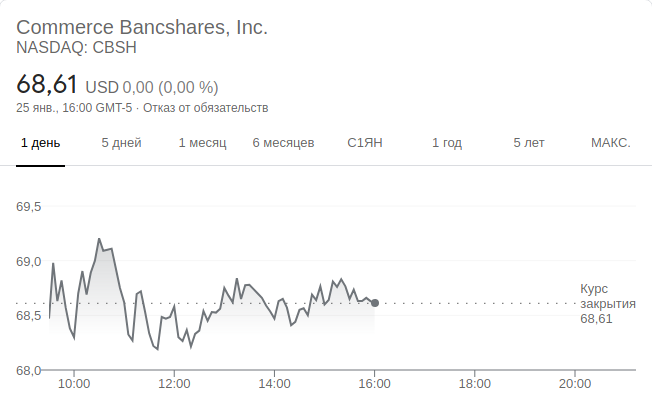 Commerce Bancshares, Inc.
NASDAQ: CBSH
68,61 USD 0,00 (0,00 %)
25 янв., 16:00 GMT-5 · Отказ от обязательств
1 день 5 дней 1 месяц 6 месяцев С1ЯН 1 год 5 лет МАКС.
69,5
69,0
Курс
закрытия
68,61
68,5
68,0
10:00 12:00 14:00 16:00 18:00 20:00